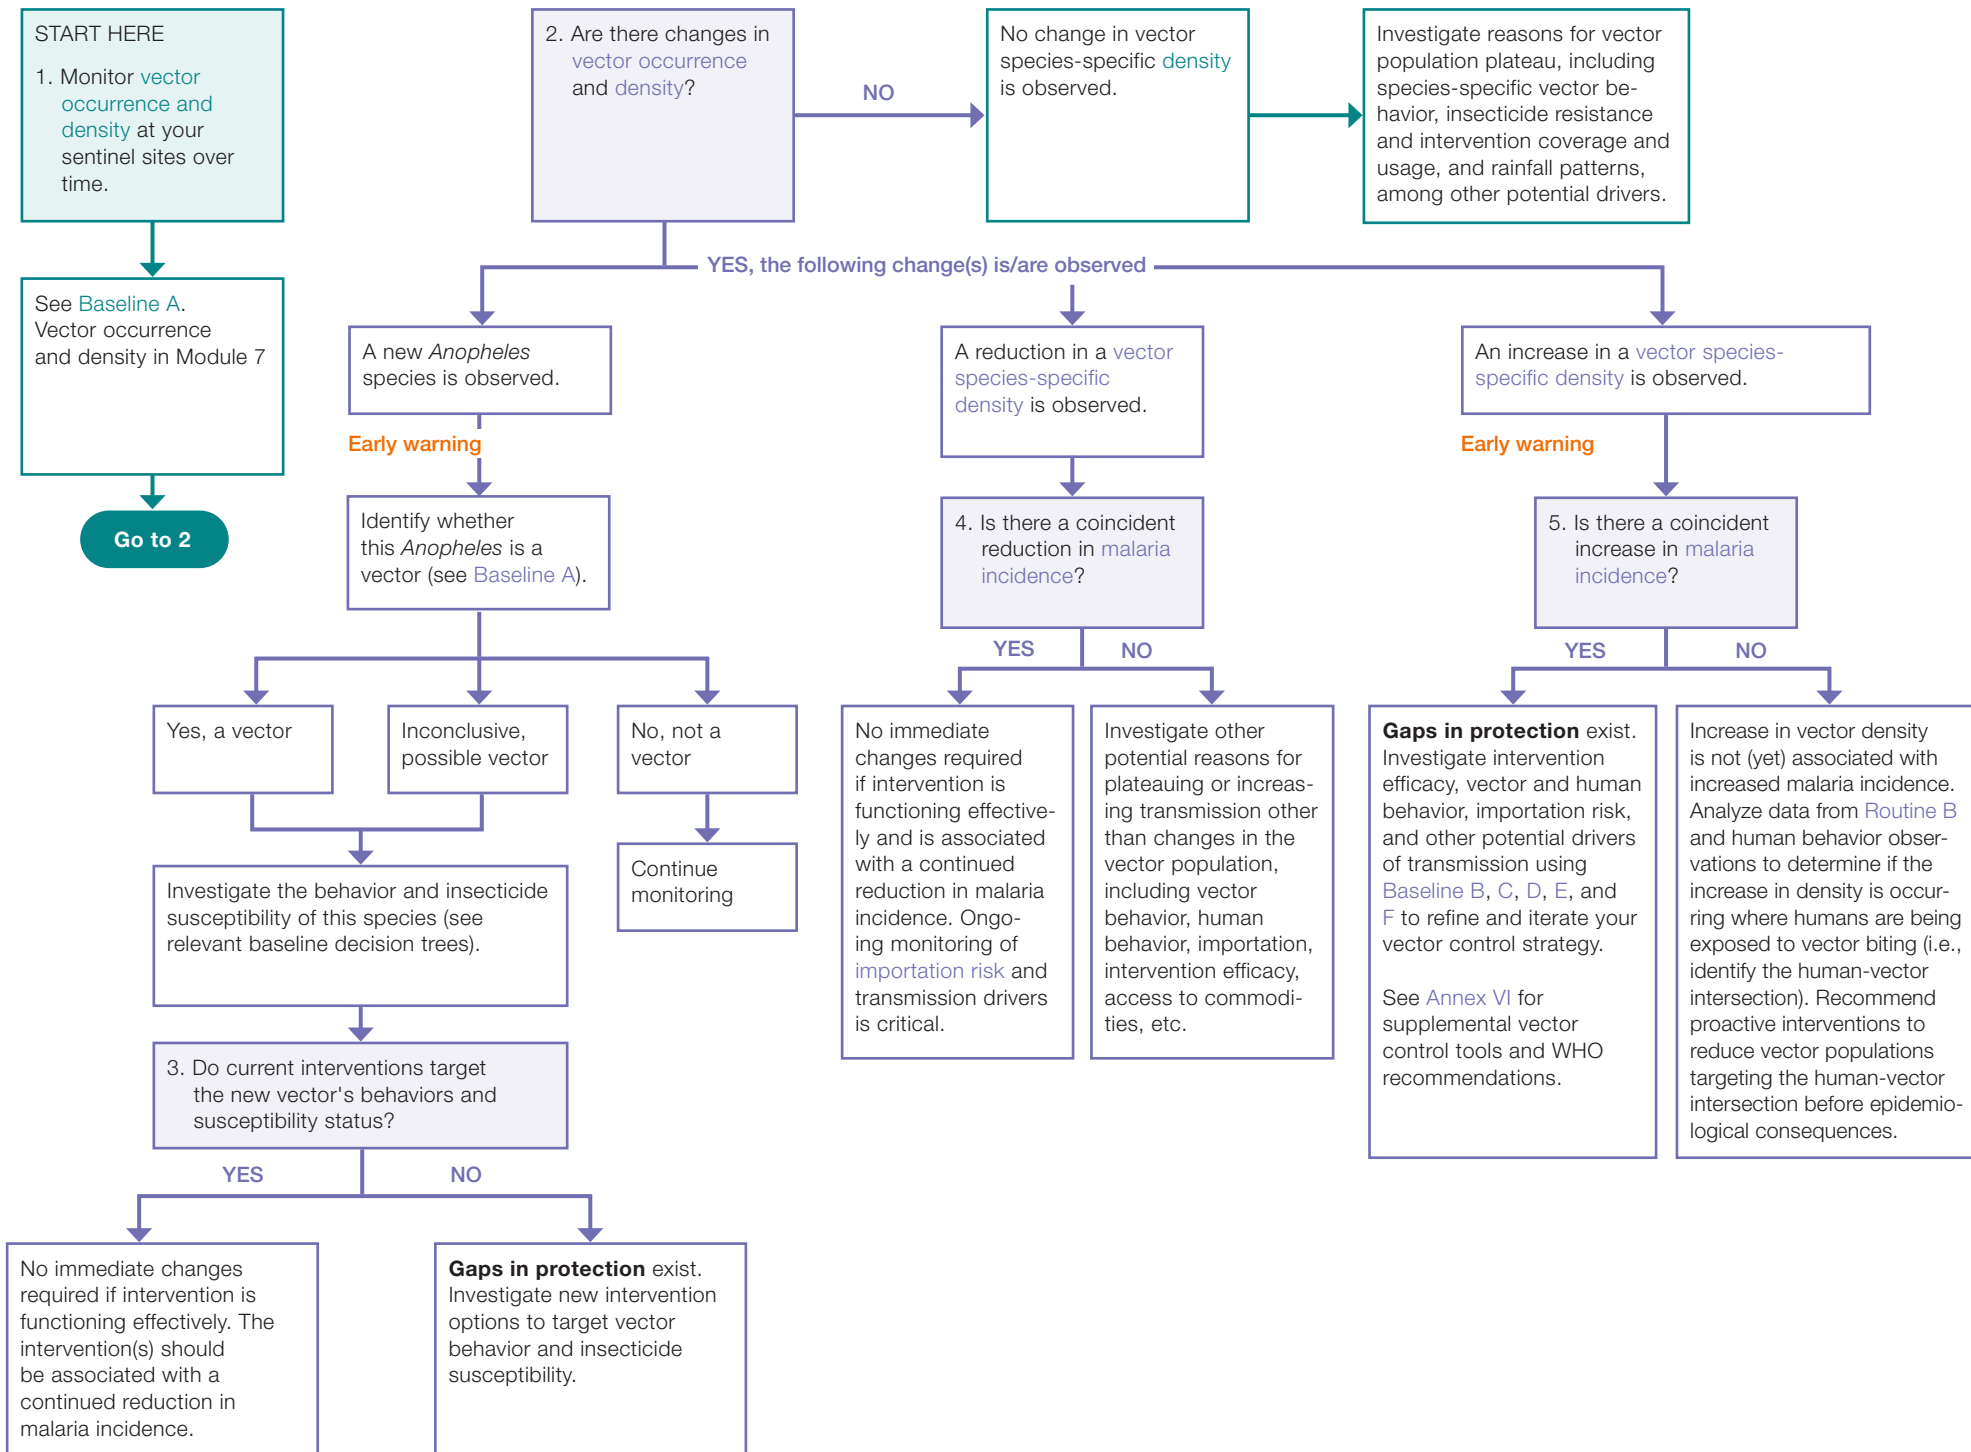 START HERE
1. Monitor vector
occurrence and
density at your
sentinel sites over
time.
See Baseline A.
Vector occurrence
and density in Module 7
Go to 2
2. Are there changes in
vector occurrence
and density?
NO
No change in vector
species-specific density
is observed.
Investigate reasons for vector
population plateau, including
species-specific vector be-
havior, insecticide resistance
and intervention coverage and
usage, and rainfall patterns,
among other potential drivers.
YES, the following change(s) is/are observed
A new Anopheles
species is observed.
Early warning
Identify whether
this Anopheles is a
vector (see Baseline A).
Yes, a vector
Inconclusive,
possible vector
No, not a
vector
Continue
monitoring
Investigate the behavior and insecticide
susceptibility of this species (see
relevant baseline decision trees).
3. Do current interventions target
the new vector's behaviors and
susceptibility status?
YES
NO
No immediate changes
required if intervention is
functioning effectively. The
intervention(s) should
be associated with a
continued reduction in
malaria incidence.
Gaps in protection exist.
Investigate new intervention
options to target vector
behavior and insecticide
susceptibility.
A reduction in a vector
species-specific
density is observed.
4. Is there a coincident
reduction in malaria
incidence?
YES
NO
No immediate
changes required
if intervention is
functioning effective-
ly and is associated
with a continued
reduction in malaria
incidence. Ongo-
ing monitoring of
importation risk and
transmission drivers
is critical.
Investigate other
potential reasons for
plateauing or increas-
ing transmission other
than changes in the
vector population,
including vector
behavior, human
behavior, importation,
intervention efficacy,
access to commodi-
ties, etc.
An increase in a vector species-
specific density is observed.
Early warning
5. Is there a coincident
increase in malaria
incidence?
YES
NO
Gaps in protection exist.
Investigate intervention
efficacy, vector and human
behavior, importation risk,
and other potential drivers
of transmission using
Baseline B, C, D, E, and
F to refine and iterate your
vector control strategy.
See Annex VI for
supplemental vector
control tools and WHO
recommendations.
Increase in vector density
is not (yet) associated with
increased malaria incidence.
Analyze data from Routine B
and human behavior obser-
vations to determine if the
increase in density is occur-
ring where humans are being
exposed to vector biting (i.e.,
identify the human-vector
intersection). Recommend
proactive interventions to
reduce vector populations
targeting the human-vector
intersection before epidemio-
logical consequences.